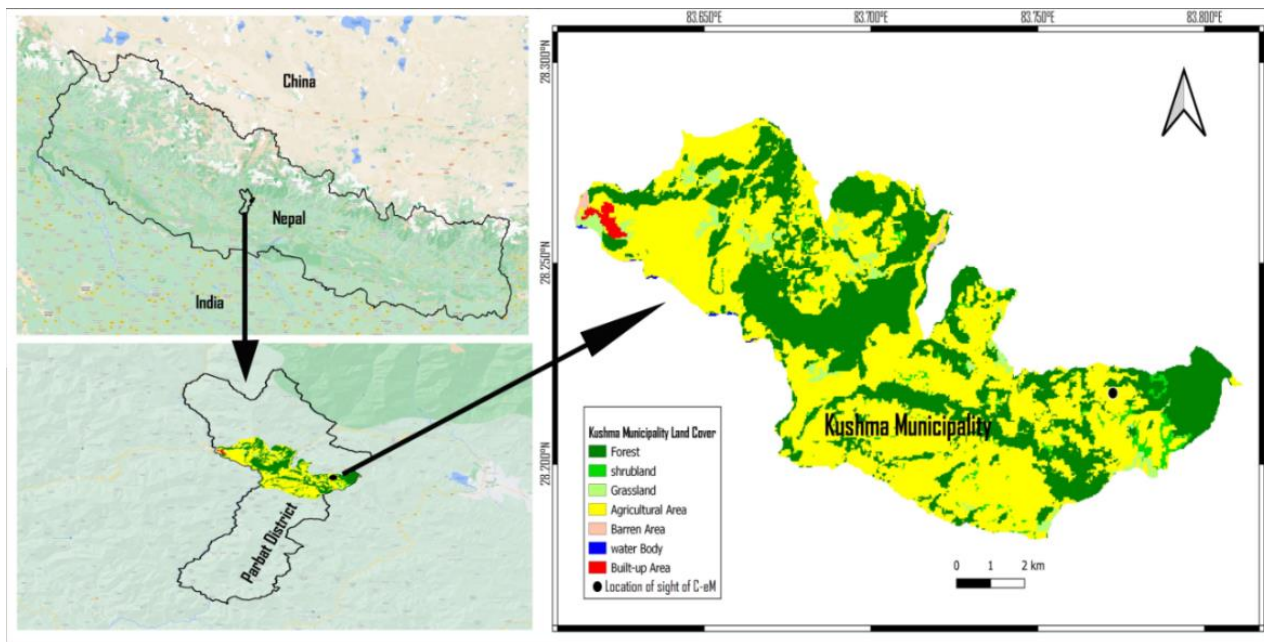 China
Nepal
India
Parbat District
83.650°E
83.700°E
83.750°E
83.800°E
28.300°N
28.250°N
28.200°N
Kushma Municipality
Kushma Municipality Land Cover
Forest
shrubland
Grassland
Agricultural Area
Barren Area
water Body
Built-up Area
Location of sight of C-eM
0 1 2 km